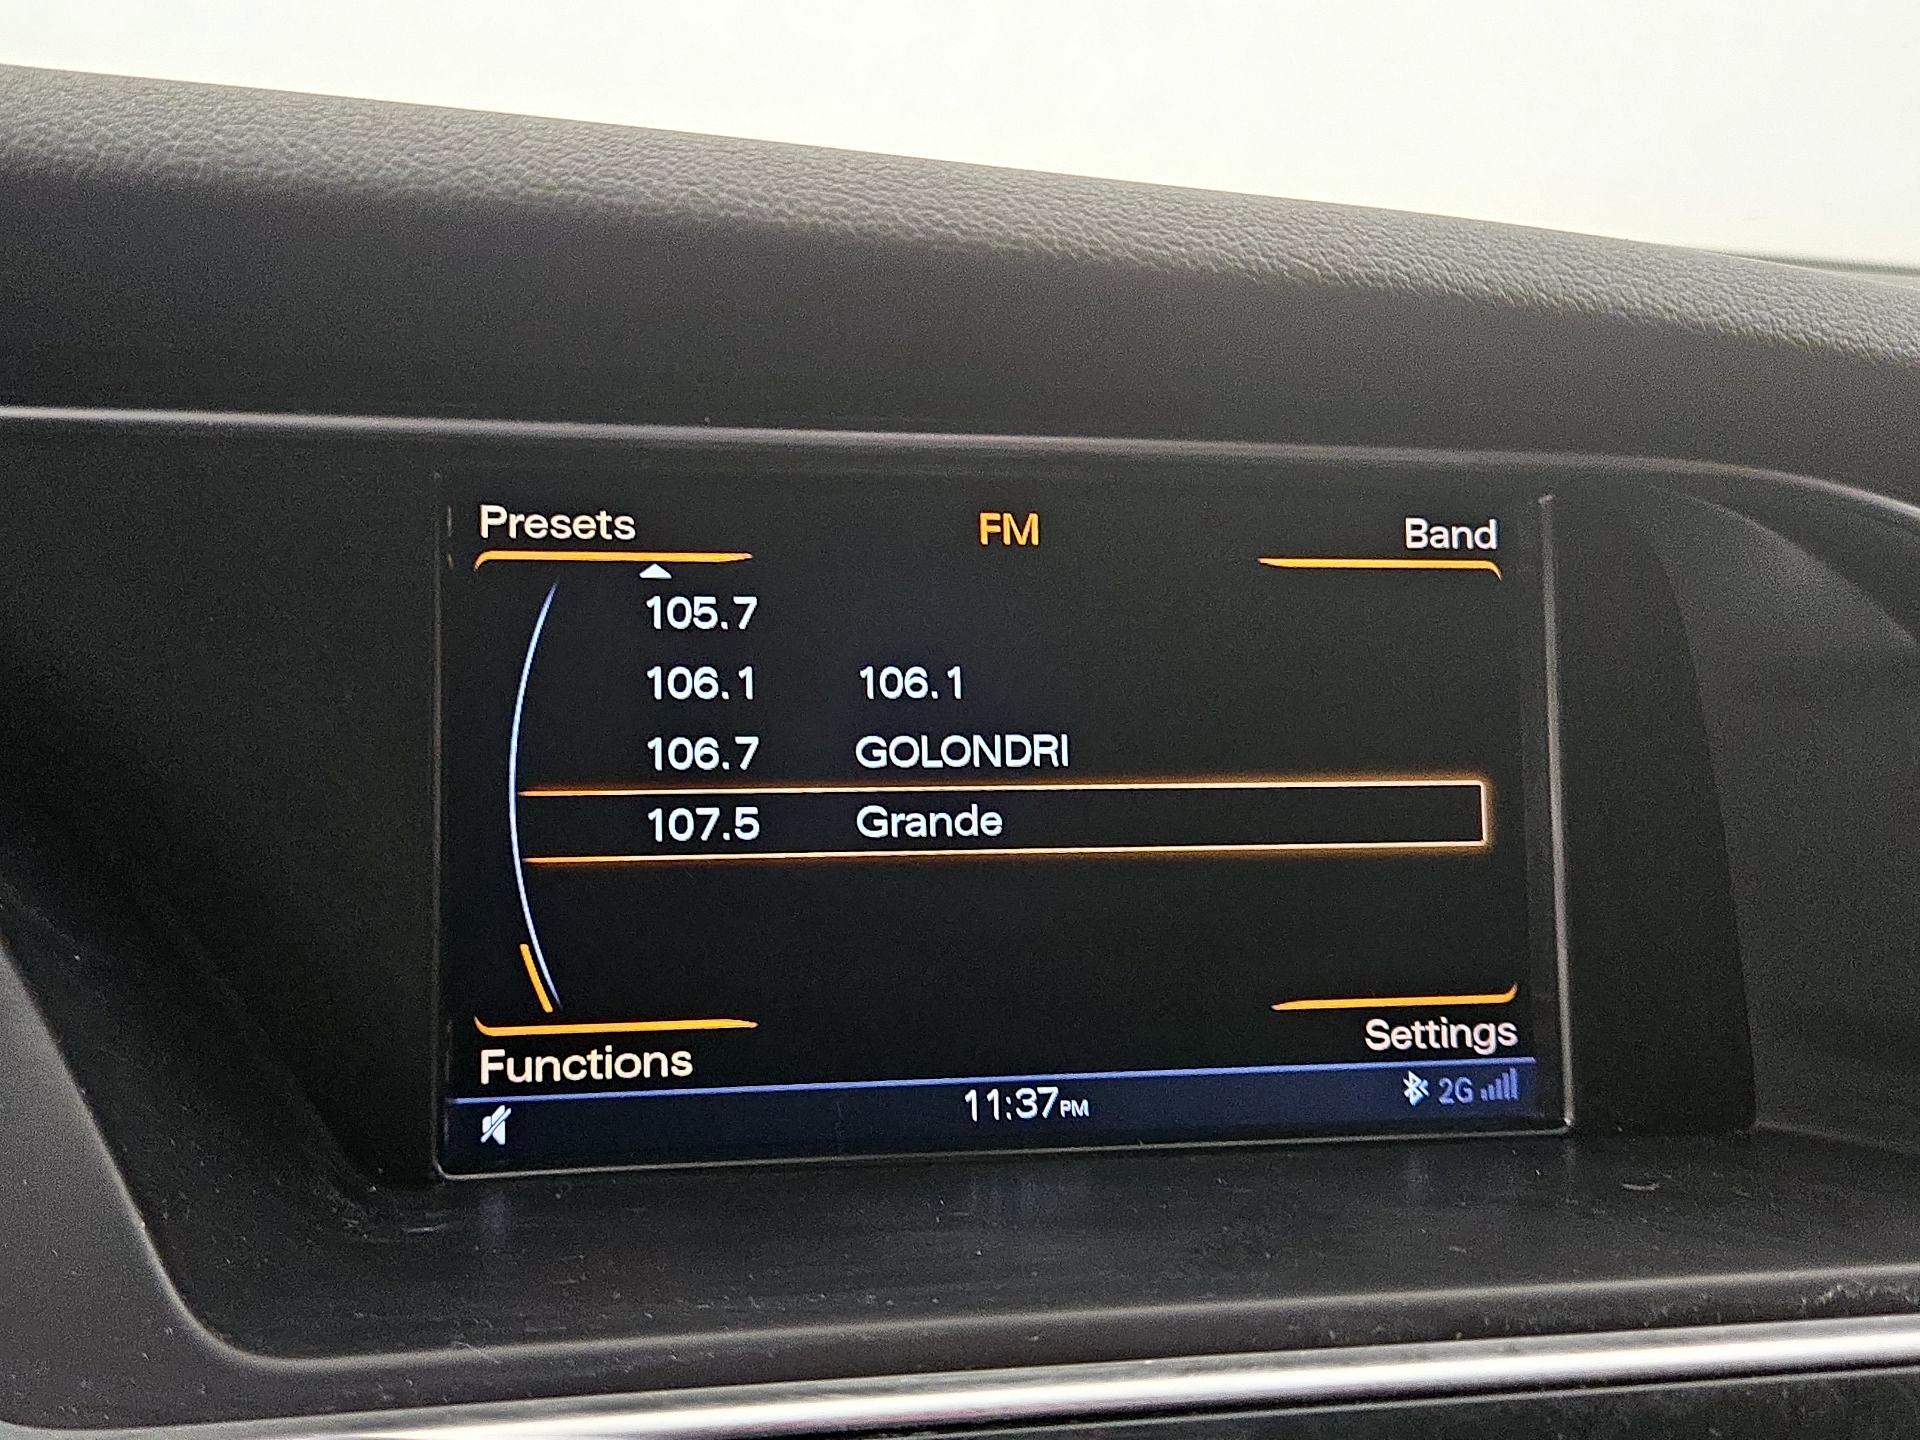 Presets FM Band
105.7
106.1 106.1
106.7 GOLONDRI
107.5 Grande
Settings
Functions
11:37PM 2G